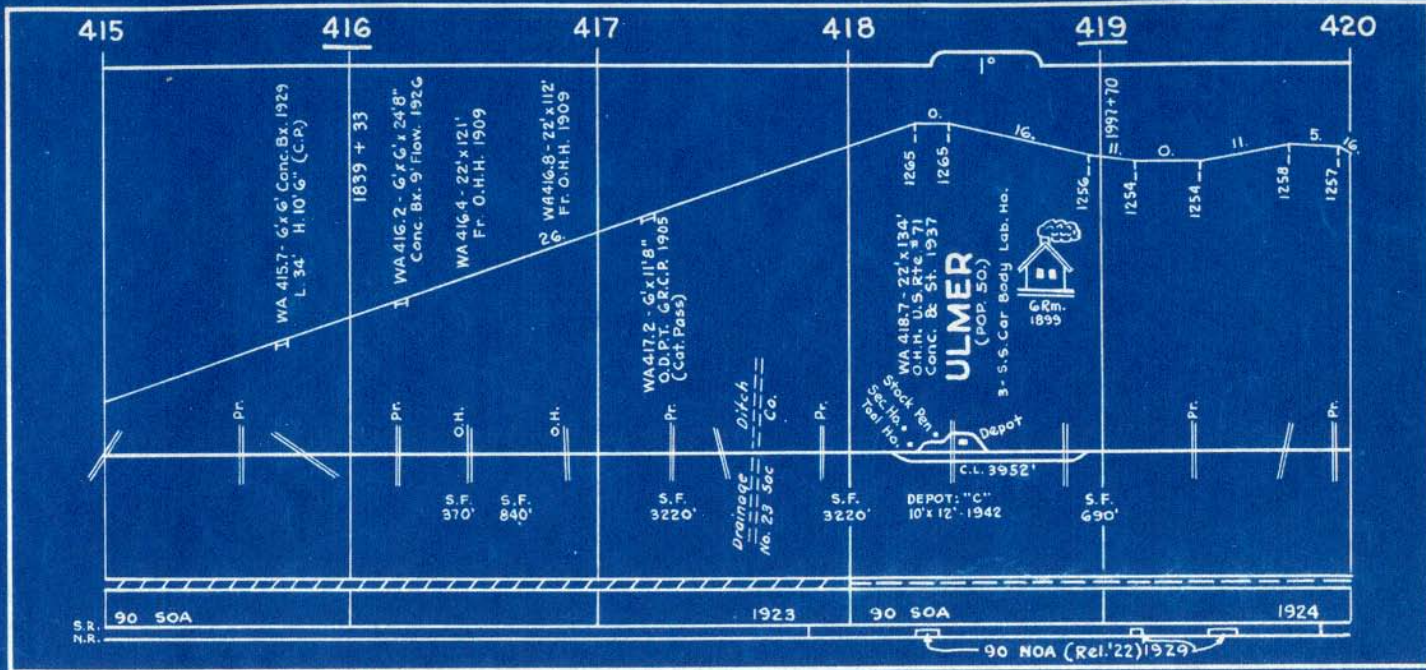 415 416 417 418 419 420
1°
WA 415.7 - 6'x 6' Conc. Bx. 1929
L. 34' H. 10'6" (C.P.)
1839 + 33
WA 416.2 - 6'x 6'x 24'8"
Conc. Bx. 9' Flow. 1926
WA 416.4 - 22'x 121'
Fr. O.H.H. 1909
WA 416.8 - 22'x 112'
Fr. O.H.H. 1909
26.
WA 417.2 - 6'x 11'8"
O.D.P.T. G.R.C.P. 1905
(Cat. Pass)
0. 16. 11. 0. 11. 5. 16.
1997+70
1265 1265 1256 1254 1254 1258 1257
WA 418.7 - 22'x 134'
O.H.H. U.S. Rte. #71
Conc. & St. 1937
ULMER
(POP. 50.)
3 - S.S. Car Body Lab. Ho.
6 Rm.
1899
Pr. Pr. O.H. O.H. Pr. Pr. Pr. Pr.
Drainage Ditch
No. 23 Sac Co.
Stock Pen
Sec. Ho.
Tool Ho.
Depot
C.L. 3952'
S.F.
370'
S.F.
840'
S.F.
3220'
S.F.
3220'
DEPOT: "C"
10'x 12' - 1942
S.F.
690'
90 SOA 1923 90 SOA 1924
S.R.
N.R.
90 NOA (Rel.'22) 1929